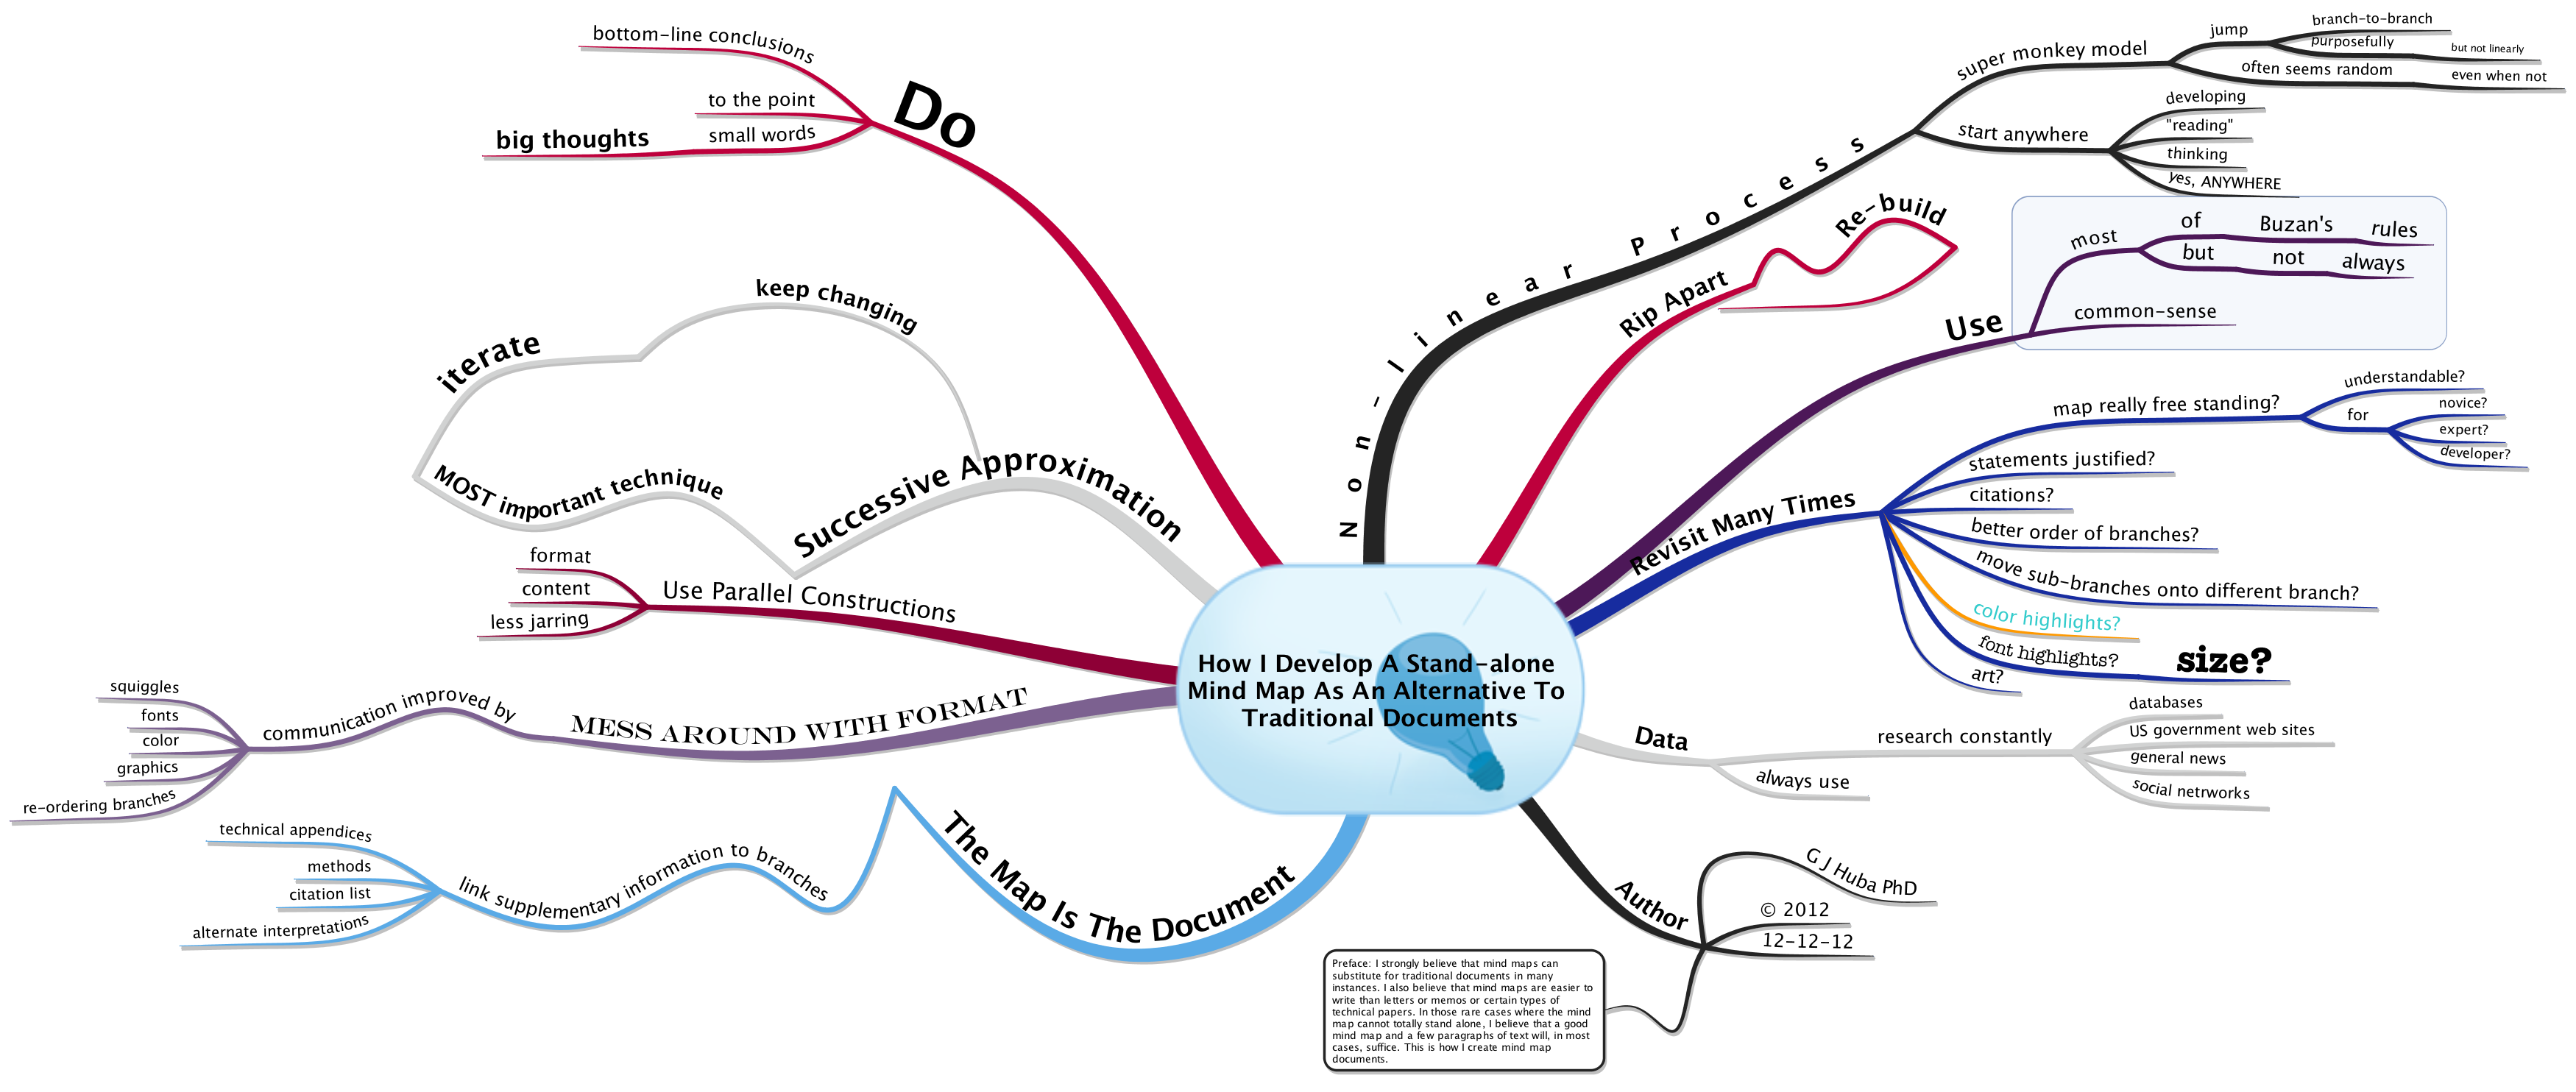 How I Develop A Stand-alone
Mind Map As An Alternative To
Traditional Documents
Non-linear Process
super monkey model
jump
branch-to-branch
purposefully
but not linearly
often seems random
even when not
start anywhere
developing
"reading"
thinking
yes, ANYWHERE
Rip Apart
Re-build
Use
most
of
Buzan's
rules
but
not
always
common-sense
Revisit Many Times
map really free standing?
understandable?
for
novice?
expert?
developer?
statements justified?
citations?
better order of branches?
move sub-branches onto different branch?
color highlights?
font highlights?
size?
art?
Data
research constantly
databases
US government web sites
general news
social netrworks
always use
Author
G J Huba PhD
© 2012
12-12-12
Preface: I strongly believe that mind maps can
substitute for traditional documents in many
instances. I also believe that mind maps are easier to
write than letters or memos or certain types of
technical papers. In those rare cases where the mind
map cannot totally stand alone, I believe that a good
mind map and a few paragraphs of text will, in most
cases, suffice. This is how I create mind map
documents.
The Map Is The Document
link supplementary information to branches
technical appendices
methods
citation list
alternate interpretations
MESS AROUND WITH FORMAT
communication improved by
squiggles
fonts
color
graphics
re-ordering branches
Use Parallel Constructions
format
content
less jarring
Successive Approximation
MOST important technique
iterate
keep changing
Do
bottom-line conclusions
to the point
small words
big thoughts